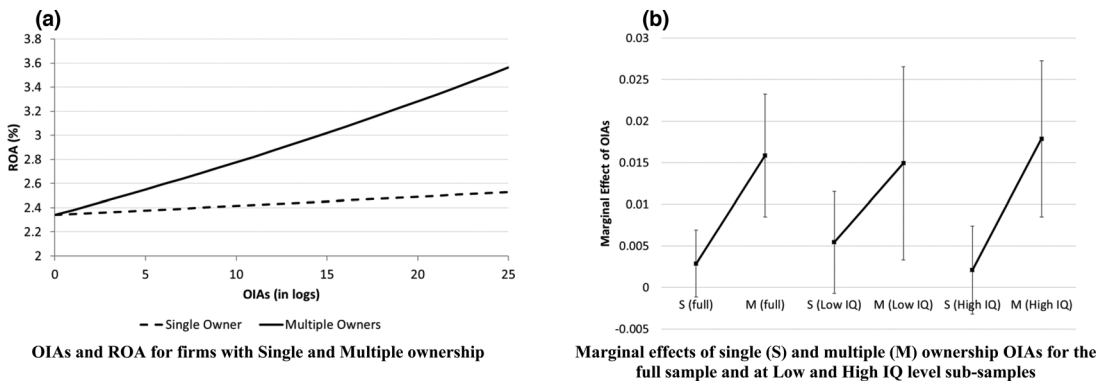 (a)
3.8
3.6
3.4
3.2
3
2.8
2.6
2.4
2.2
2
ROA (%)
0 5 10 15 20 25
OIAs (in logs)
Single Owner Multiple Owners
OIAs and ROA for firms with Single and Multiple ownership
(b)
0.03
0.025
0.02
0.015
0.01
0.005
0
-0.005
Marginal Effect of OIAs
S (full) M (full) S (Low IQ) M (Low IQ) S (High IQ) M (High IQ)
Marginal effects of single (S) and multiple (M) ownership OIAs for the
full sample and at Low and High IQ level sub-samples